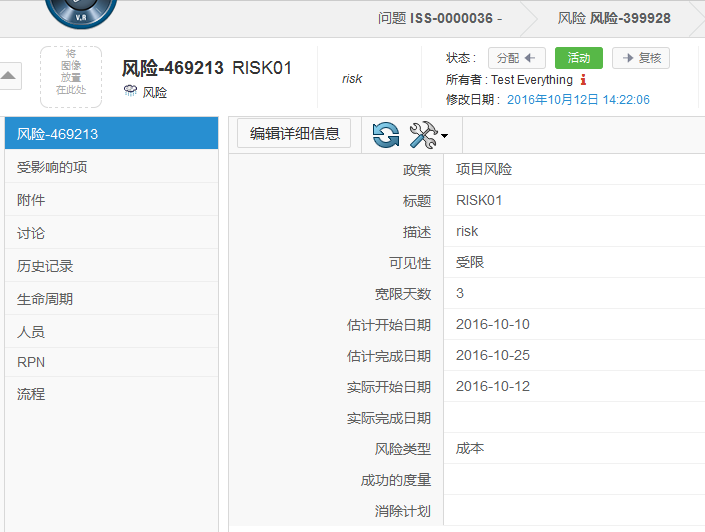 V.R
问题 ISS-0000036 - 风险 风险-399928
将
图像
放置
在此处
风险-469213 RISK01
风险
risk
状态 : 分配 活动 复核
所有者 : Test Everything
修改日期 : 2016年10月12日 14:22:06
风险-469213
受影响的项
附件
讨论
历史记录
生命周期
人员
RPN
流程
编辑详细信息
政策 项目风险
标题 RISK01
描述 risk
可见性 受限
宽限天数 3
估计开始日期 2016-10-10
估计完成日期 2016-10-25
实际开始日期 2016-10-12
实际完成日期
风险类型 成本
成功的度量
消除计划